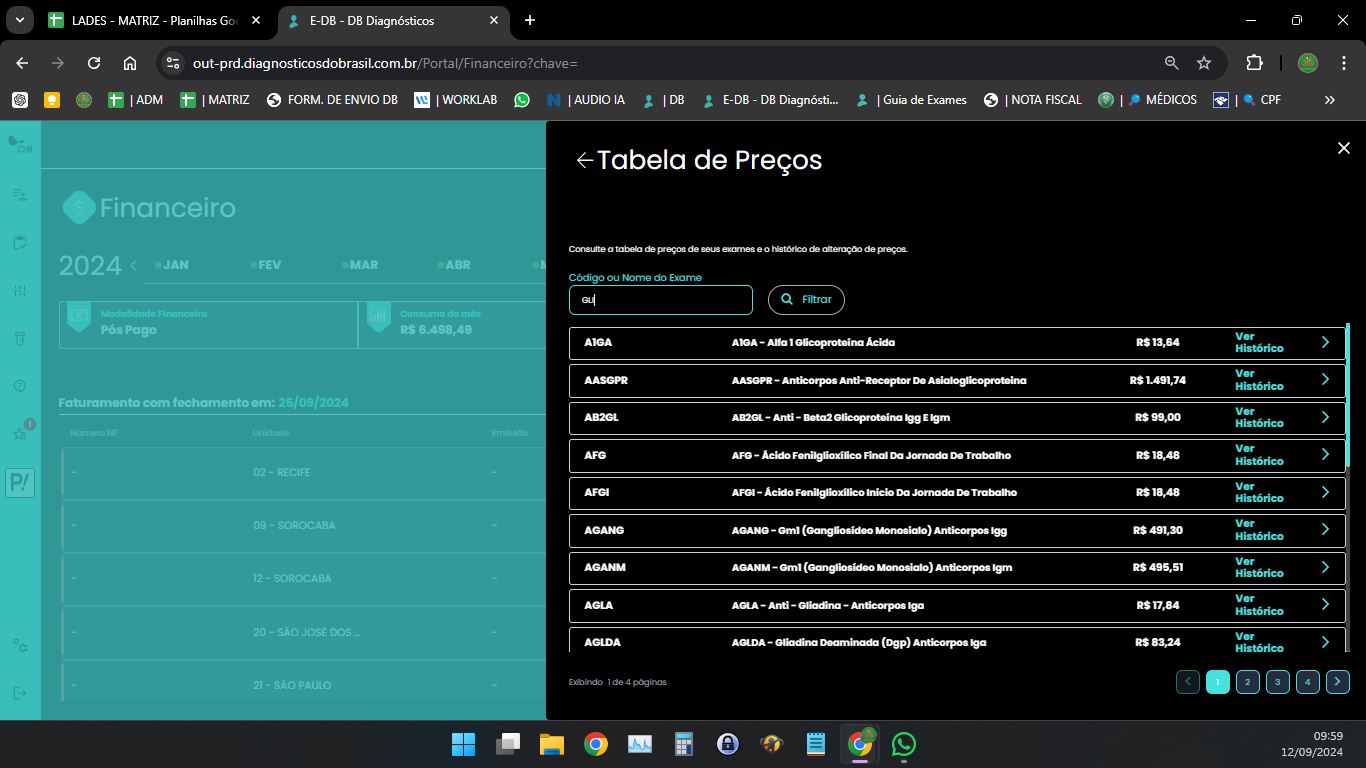 LADES - MATRIZ - Planilhas Goo
E-DB - DB Diagnósticos
out-prd.diagnosticosdobrasil.com.br/Portal/Financeiro?chave=
| ADM
| MATRIZ
FORM. DE ENVIO DB
| WORKLAB
| AUDIO IA
| DB
E-DB - DB Diagnósti...
| Guia de Exames
| NOTA FISCAL
|
MÉDICOS
|
CPF
DB
Tabela de Preços
Financeiro
Consulte a tabela de preços de seus exames e o histórico de alteração de preços.
2024
JAN
FEV
MAR
ABR
Código ou Nome do Exame
GLI
Filtrar
Modalidade Financeira
Pós Pago
Consumo do mês
R$ 6.498,49
Faturamento com fechamento em: 25/09/2024
Número NF
Unidade
Emissão
-
02 - RECIFE
-
-
09 - SOROCABA
-
-
12 - SOROCABA
-
-
20 - SÃO JOSÉ DOS ...
-
-
21 - SÃO PAULO
-
1
P!
A1GA
A1GA - Alfa 1 Glicoproteína Ácida
R$ 13,64
Ver
Histórico
AASGPR
AASGPR - Anticorpos Anti-Receptor De Asialoglicoproteina
R$ 1.491,74
Ver
Histórico
AB2GL
AB2GL - Anti - Beta2 Glicoproteína Igg E Igm
R$ 99,00
Ver
Histórico
AFG
AFG - Ácido Fenilglioxílico Final Da Jornada De Trabalho
R$ 18,48
Ver
Histórico
AFGI
AFGI - Ácido Fenilglioxílico Início Da Jornada De Trabalho
R$ 18,48
Ver
Histórico
AGANG
AGANG - Gm1 (Gangliosídeo Monosialo) Anticorpos Igg
R$ 491,30
Ver
Histórico
AGANM
AGANM - Gm1 (Gangliosídeo Monosialo) Anticorpos Igm
R$ 495,51
Ver
Histórico
AGLA
AGLA - Anti - Gliadina - Anticorpos Iga
R$ 17,84
Ver
Histórico
AGLDA
AGLDA - Gliadina Deaminada (Dgp) Anticorpos Iga
R$ 83,24
Ver
Histórico
Exibindo 1 de 4 páginas
1
2
3
4
09:59
12/09/2024